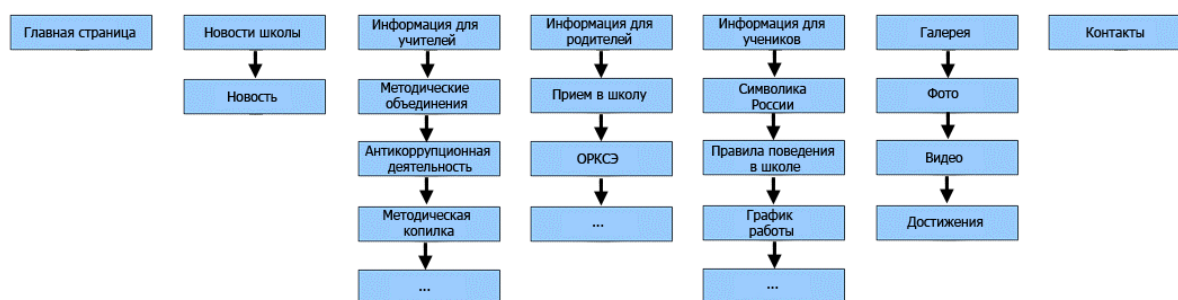 Главная страница
Новости школы
Новость
Информация для
учителей
Методические
объединения
Антикоррупционная
деятельность
Методическая
копилка
...
Информация для
родителей
Прием в школу
ОРКСЭ
...
Информация для
учеников
Символика
России
Правила поведения
в школе
График
работы
...
Галерея
Фото
Видео
Достижения
Контакты